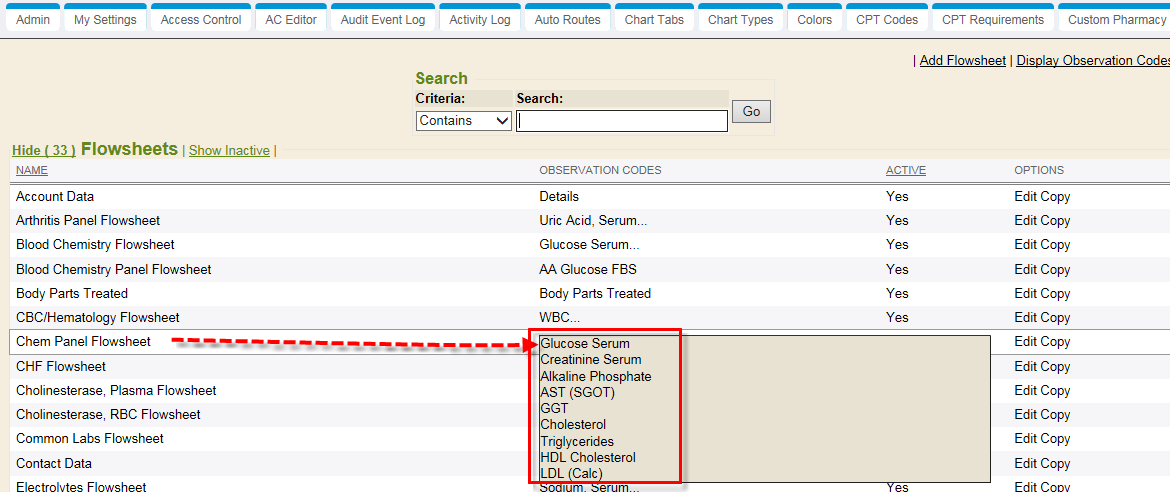 Admin My Settings Access Control AC Editor Audit Event Log Activity Log Auto Routes Chart Tabs Chart Types Colors CPT Codes CPT Requirements Custom Pharmacy
| Add Flowsheet | Display Observation Codes
Search
Criteria: Search:
Contains Go
Hide ( 33 ) Flowsheets | Show Inactive |
NAME OBSERVATION CODES ACTIVE OPTIONS
Account Data Details Yes Edit Copy
Arthritis Panel Flowsheet Uric Acid, Serum... Yes Edit Copy
Blood Chemistry Flowsheet Glucose Serum... Yes Edit Copy
Blood Chemistry Panel Flowsheet AA Glucose FBS Yes Edit Copy
Body Parts Treated Body Parts Treated Yes Edit Copy
CBC/Hematology Flowsheet WBC... Yes Edit Copy
Chem Panel Flowsheet Glucose Serum Edit Copy
Creatinine Serum
CHF Flowsheet Alkaline Phosphate Edit Copy
Cholinesterase, Plasma Flowsheet AST (SGOT) Edit Copy
Cholinesterase, RBC Flowsheet GGT Edit Copy
Cholesterol
Common Labs Flowsheet Triglycerides Edit Copy
Contact Data HDL Cholesterol Edit Copy
LDL (Calc)
Electrolytes Flowsheet Sodium, Serum... Yes Edit Copy